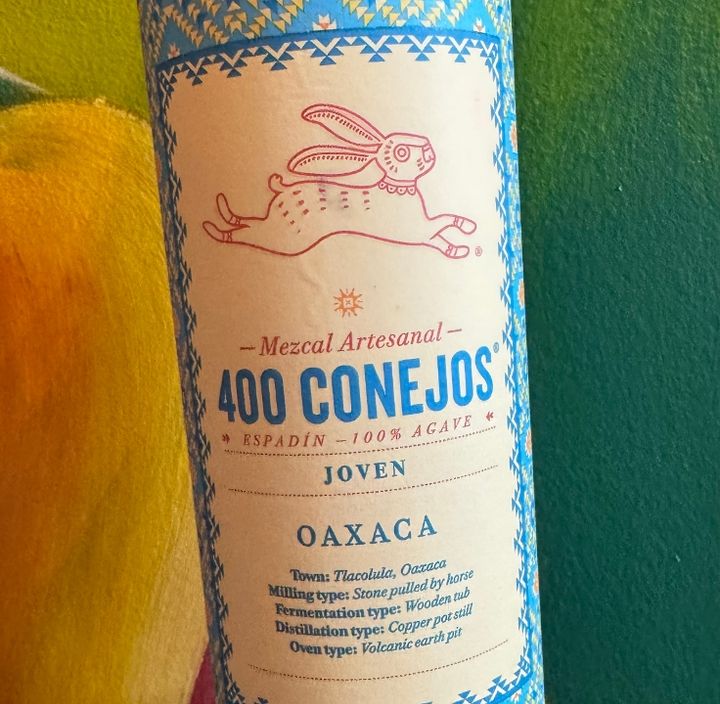 ®
— Mezcal Artesanal —
400 CONEJOS®
ESPADÍN – 100% AGAVE
JOVEN
OAXACA
Town: Tlacolula, Oaxaca
Milling type: Stone pulled by horse
Fermentation type: Wooden tub
Distillation type: Copper pot still
Oven type: Volcanic earth pit